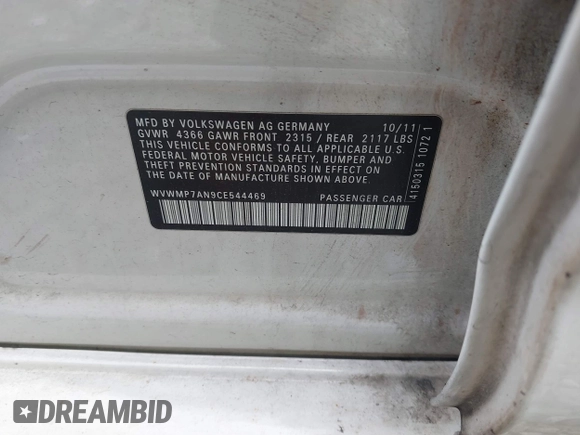 MFD BY VOLKSWAGEN AG GERMANY 10/11
GVWR 4366 GAWR FRONT 2315 / REAR 2117 LBS
THIS VEHICLE CONFORMS TO ALL APPLICABLE U.S.
FEDERAL MOTOR VEHICLE SAFETY, BUMPER AND
THEFT PREVENTION STANDARDS IN EFFECT ON
THE DATE OF MANUFACTURE SHOWN ABOVE
WVWMP7AN9CE544469 PASSENGER CAR
14150315 1072 1
DREAMBID